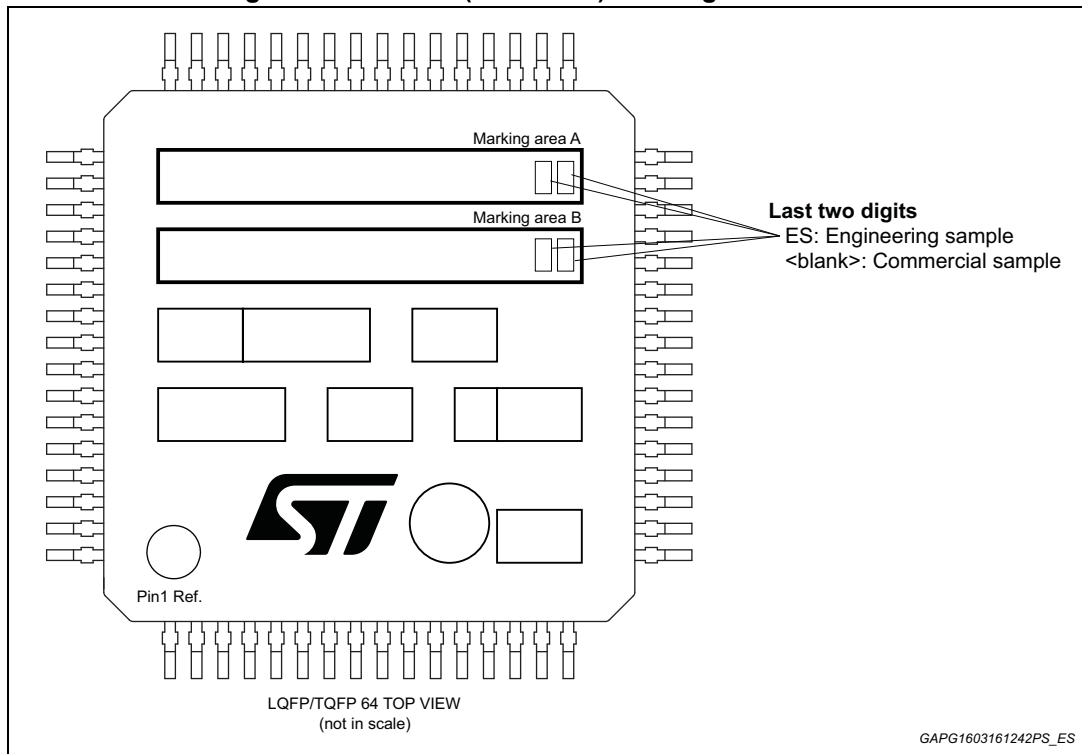 Marking area A
Marking area B
Last two digits
ES: Engineering sample
<blank>: Commercial sample
ST
Pin1 Ref.
LQFP/TQFP 64 TOP VIEW
(not in scale)
GAPG1603161242PS_ES